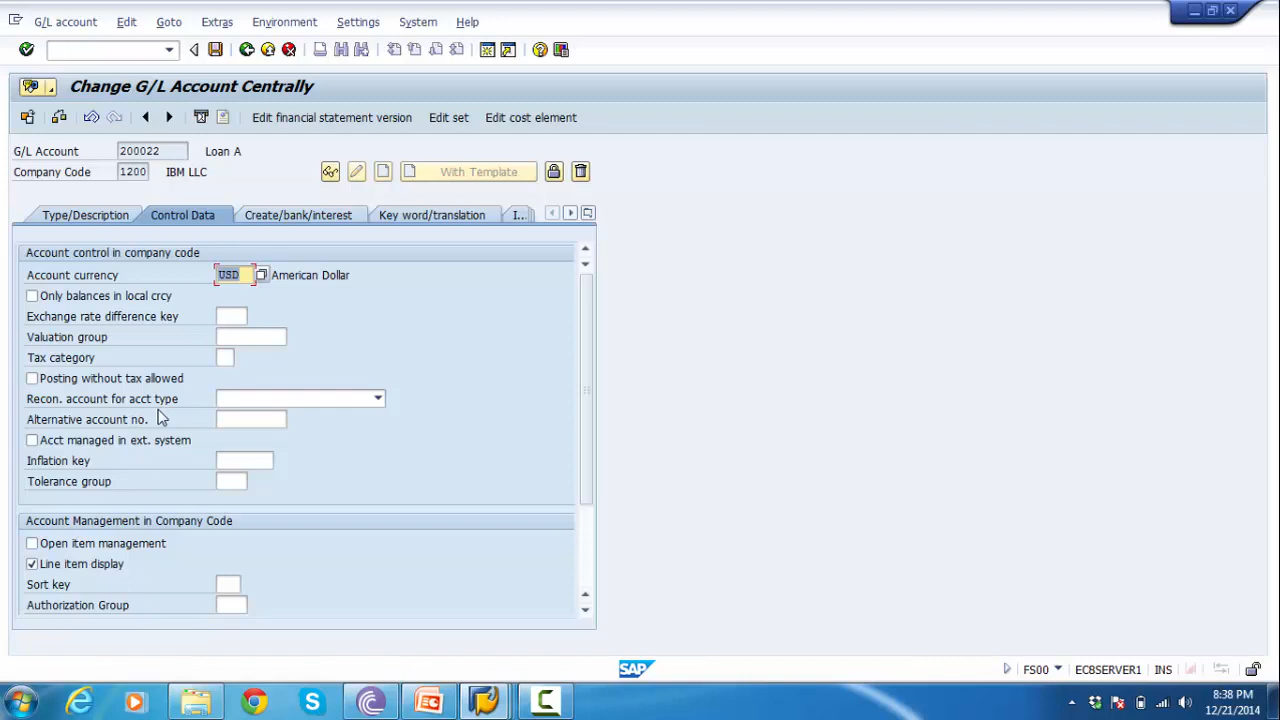 G/L account Edit Goto Extras Environment Settings System Help
Change G/L Account Centrally
Edit financial statement version Edit set Edit cost element
G/L Account 200022 Loan A
Company Code 1200 IBM LLC With Template
Type/Description Control Data Create/bank/interest Key word/translation I...
Account control in company code
Account currency USD American Dollar
Only balances in local crcy
Exchange rate difference key
Valuation group
Tax category
Posting without tax allowed
Recon. account for acct type
Alternative account no.
Acct managed in ext. system
Inflation key
Tolerance group
Account Management in Company Code
Open item management
Line item display
Sort key
Authorization Group
SAP FS00 EC8SERVER1 INS
8:38 PM
12/21/2014